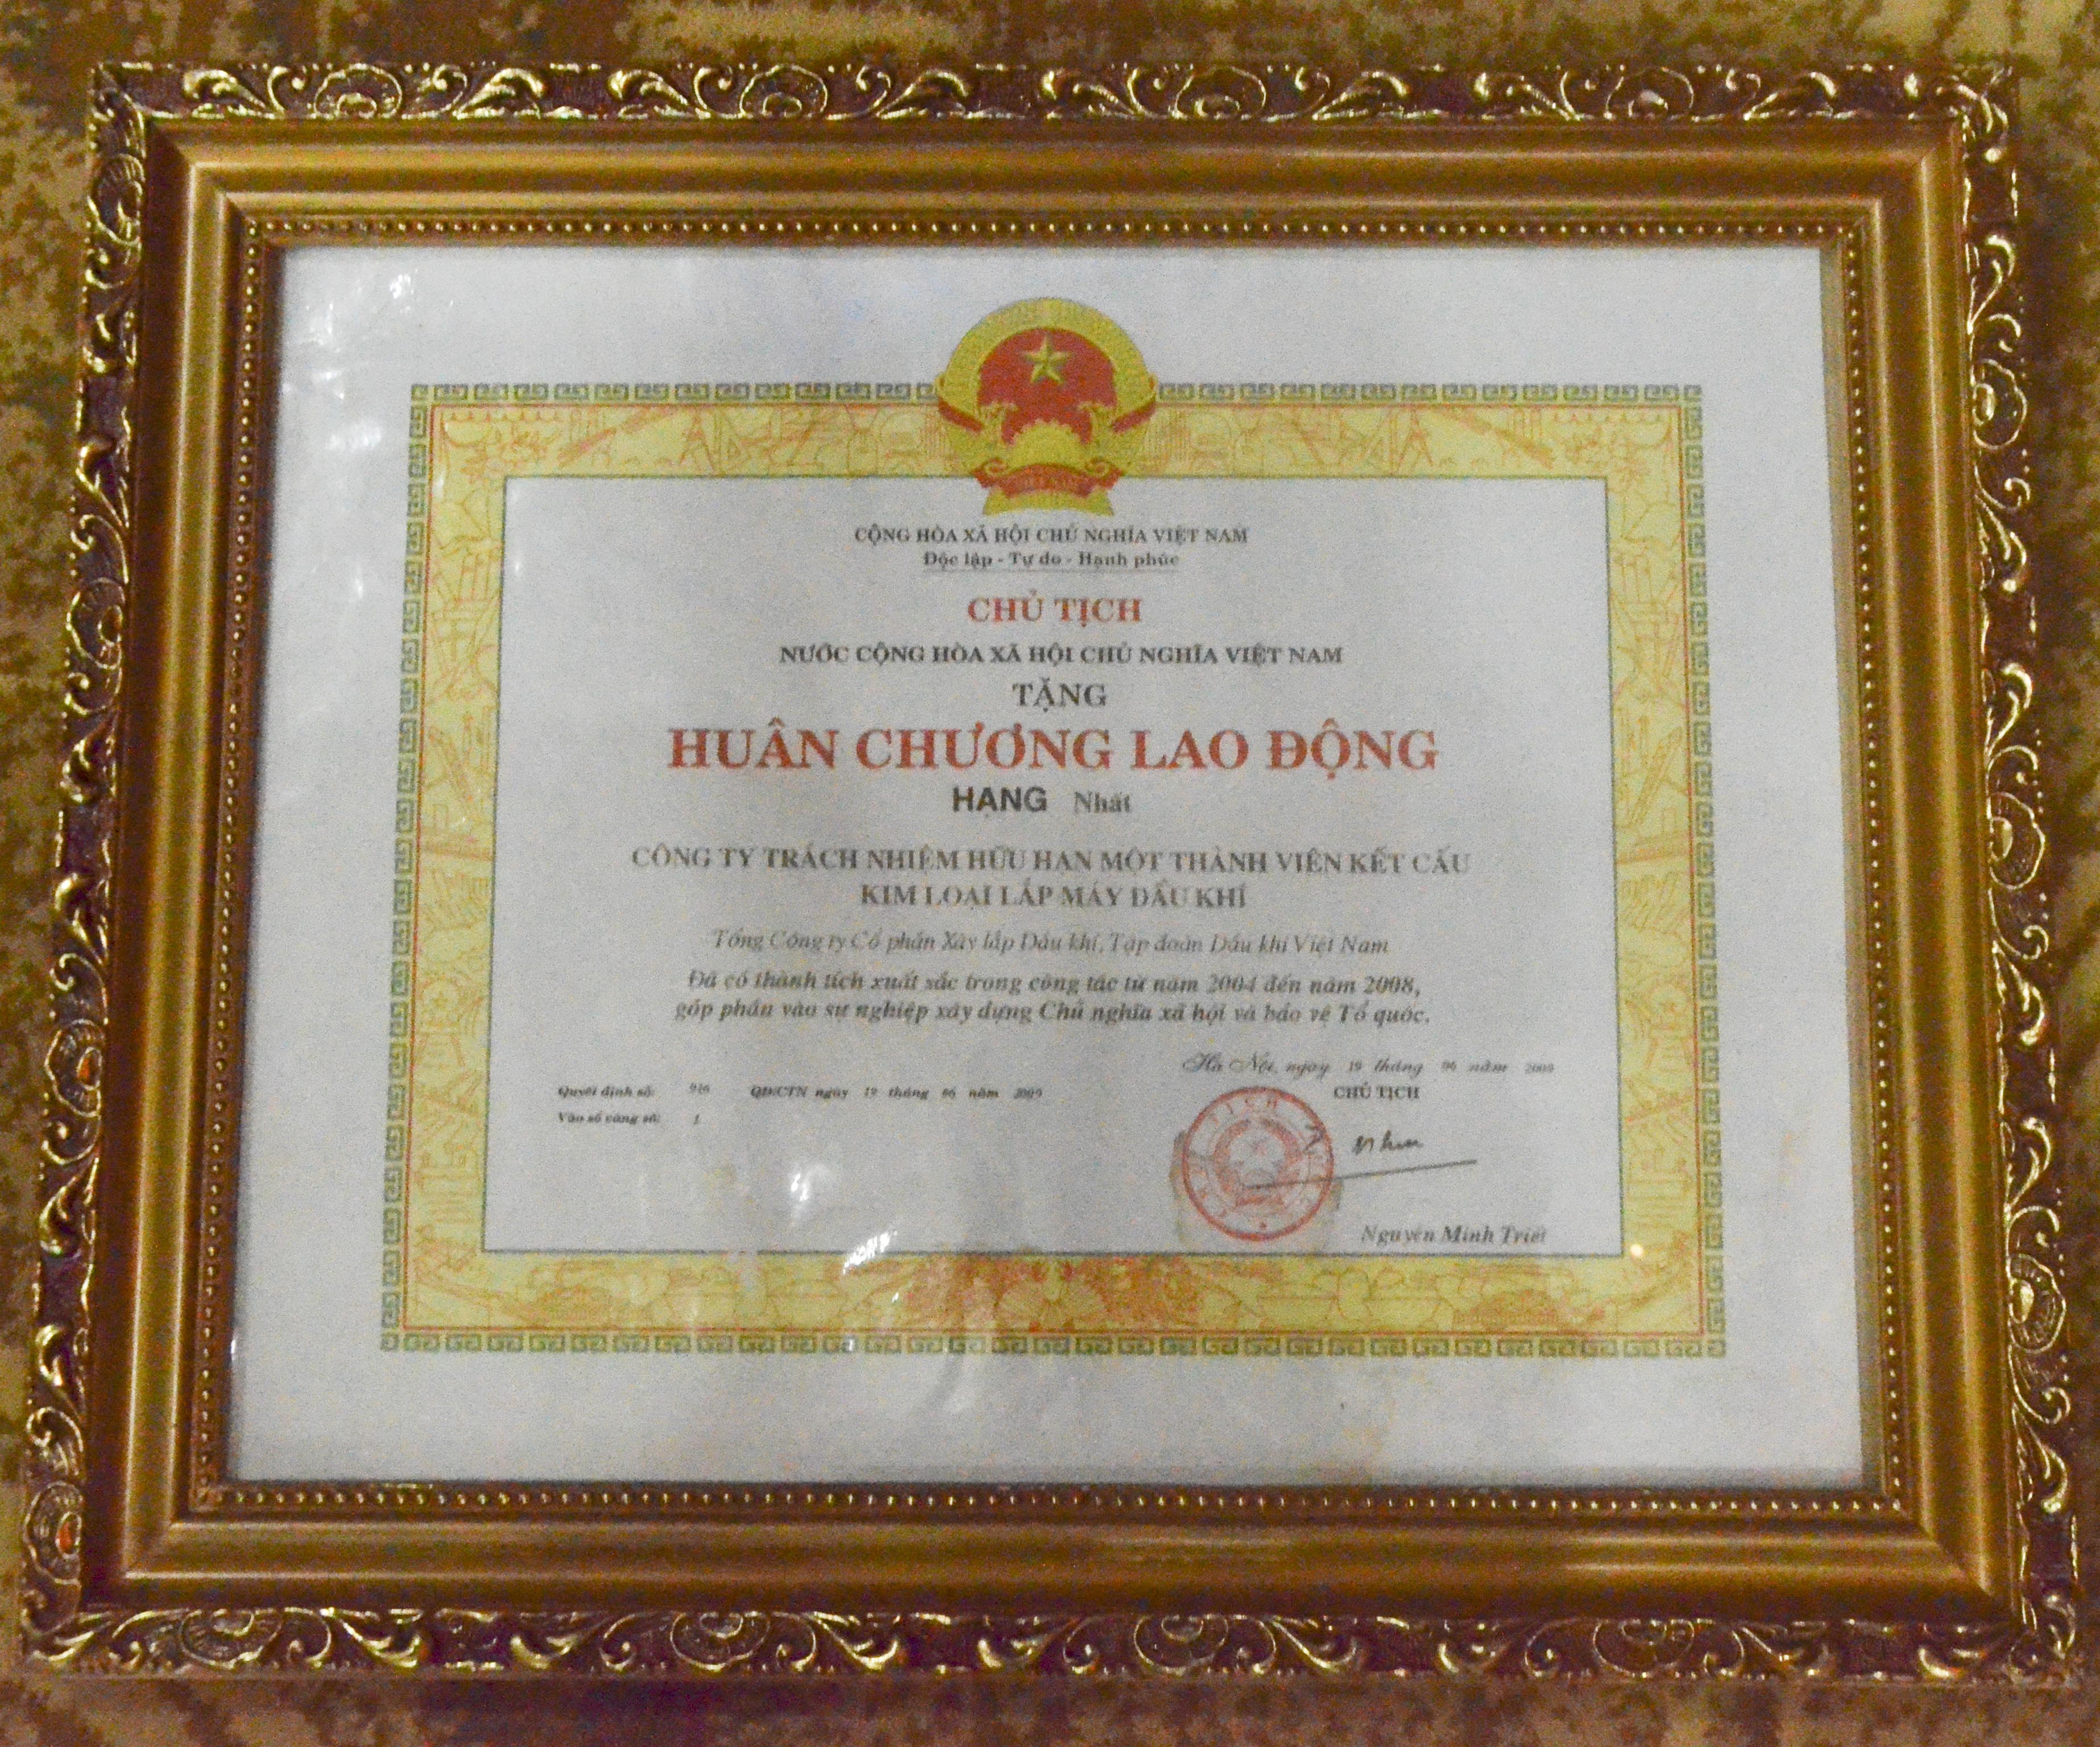 CỘNG HÒA XÃ HỘI CHỦ NGHĨA VIỆT NAM
Độc lập - Tự do - Hạnh phúc
CHỦ TỊCH
NƯỚC CỘNG HÒA XÃ HỘI CHỦ NGHĨA VIỆT NAM
TẶNG
HUÂN CHƯƠNG LAO ĐỘNG
HẠNG Nhất
CÔNG TY TRÁCH NHIỆM HỮU HẠN MỘT THÀNH VIÊN KẾT CẤU
KIM LOẠI LẮP MÁY DẦU KHÍ
Tổng Công ty Cổ phần Xây lắp Dầu khí, Tập đoàn Dầu khí Việt Nam
Đã có thành tích xuất sắc trong công tác từ năm 2004 đến năm 2008,
góp phần vào sự nghiệp xây dựng Chủ nghĩa xã hội và bảo vệ Tổ quốc.
Hà Nội, ngày 19 tháng 06 năm 2009
Quyết định số: QĐ/CTN ngày 19 tháng 06 năm 2009
CHỦ TỊCH
Vào sổ vàng số: 1
Nguyễn Minh Triết